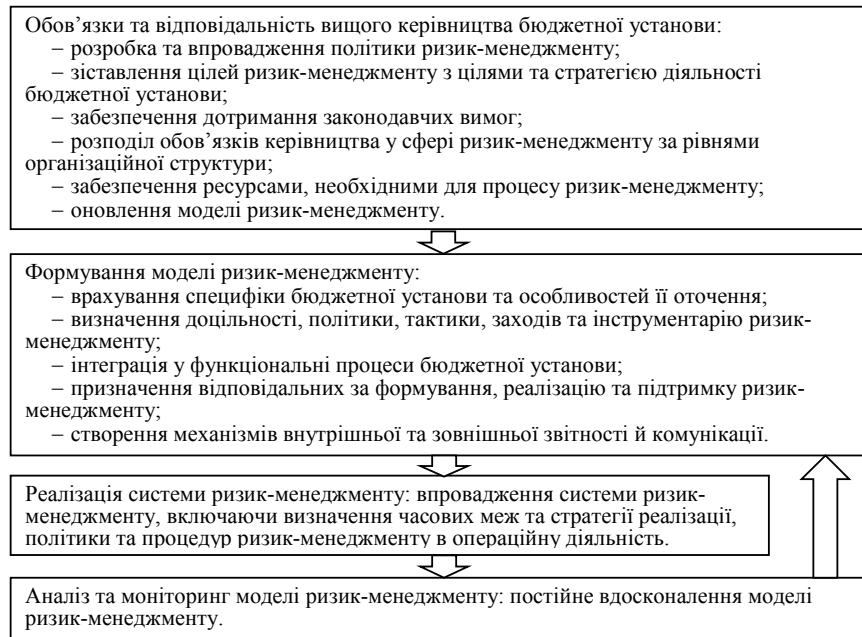 Обов’язки та відповідальність вищого керівництва бюджетної установи:
– розробка та впровадження політики ризик-менеджменту;
– зіставлення цілей ризик-менеджменту з цілями та стратегією діяльності
бюджетної установи;
– забезпечення дотримання законодавчих вимог;
– розподіл обов’язків керівництва у сфері ризик-менеджменту за рівнями
організаційної структури;
– забезпечення ресурсами, необхідними для процесу ризик-менеджменту;
– оновлення моделі ризик-менеджменту.
Формування моделі ризик-менеджменту:
– врахування специфіки бюджетної установи та особливостей її оточення;
– визначення доцільності, політики, тактики, заходів та інструментарію ризик-
менеджменту;
– інтеграція у функціональні процеси бюджетної установи;
– призначення відповідальних за формування, реалізацію та підтримку ризик-
менеджменту;
– створення механізмів внутрішньої та зовнішньої звітності й комунікації.
Реалізація системи ризик-менеджменту: впровадження системи ризик-
менеджменту, включаючи визначення часових меж та стратегії реалізації,
політики та процедур ризик-менеджменту в операційну діяльність.
Аналіз та моніторинг моделі ризик-менеджменту: постійне вдосконалення моделі
ризик-менеджменту.